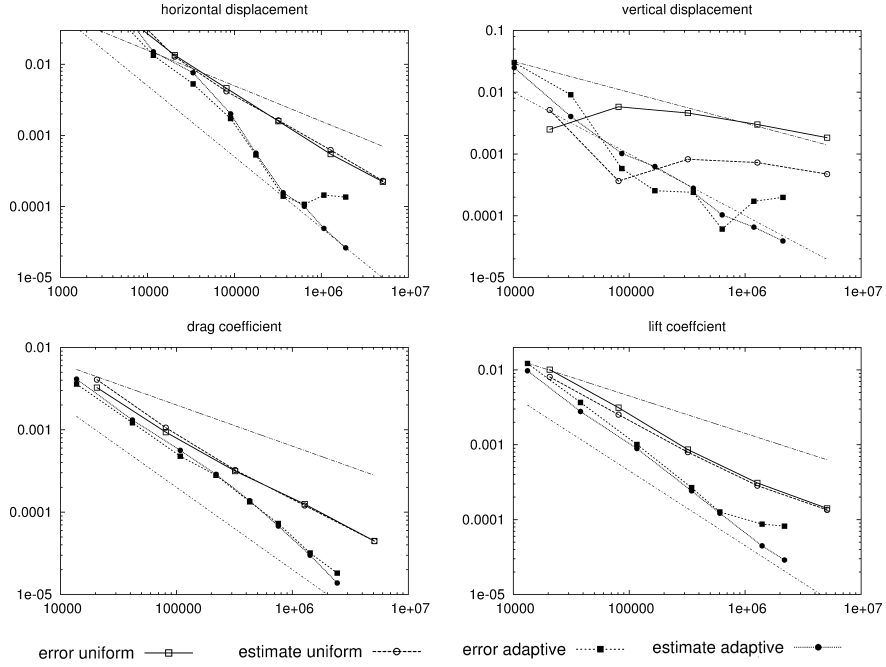 horizontal displacement
0.01
0.001
0.0001
1e-05
1000 10000 100000 1e+06 1e+07
vertical displacement
0.1
0.01
0.001
0.0001
1e-05
10000 100000 1e+06 1e+07
drag coefficient
0.01
0.001
0.0001
1e-05
10000 100000 1e+06 1e+07
lift coeffcient
0.01
0.001
0.0001
1e-05
10000 100000 1e+06 1e+07
error uniform estimate uniform error adaptive estimate adaptive